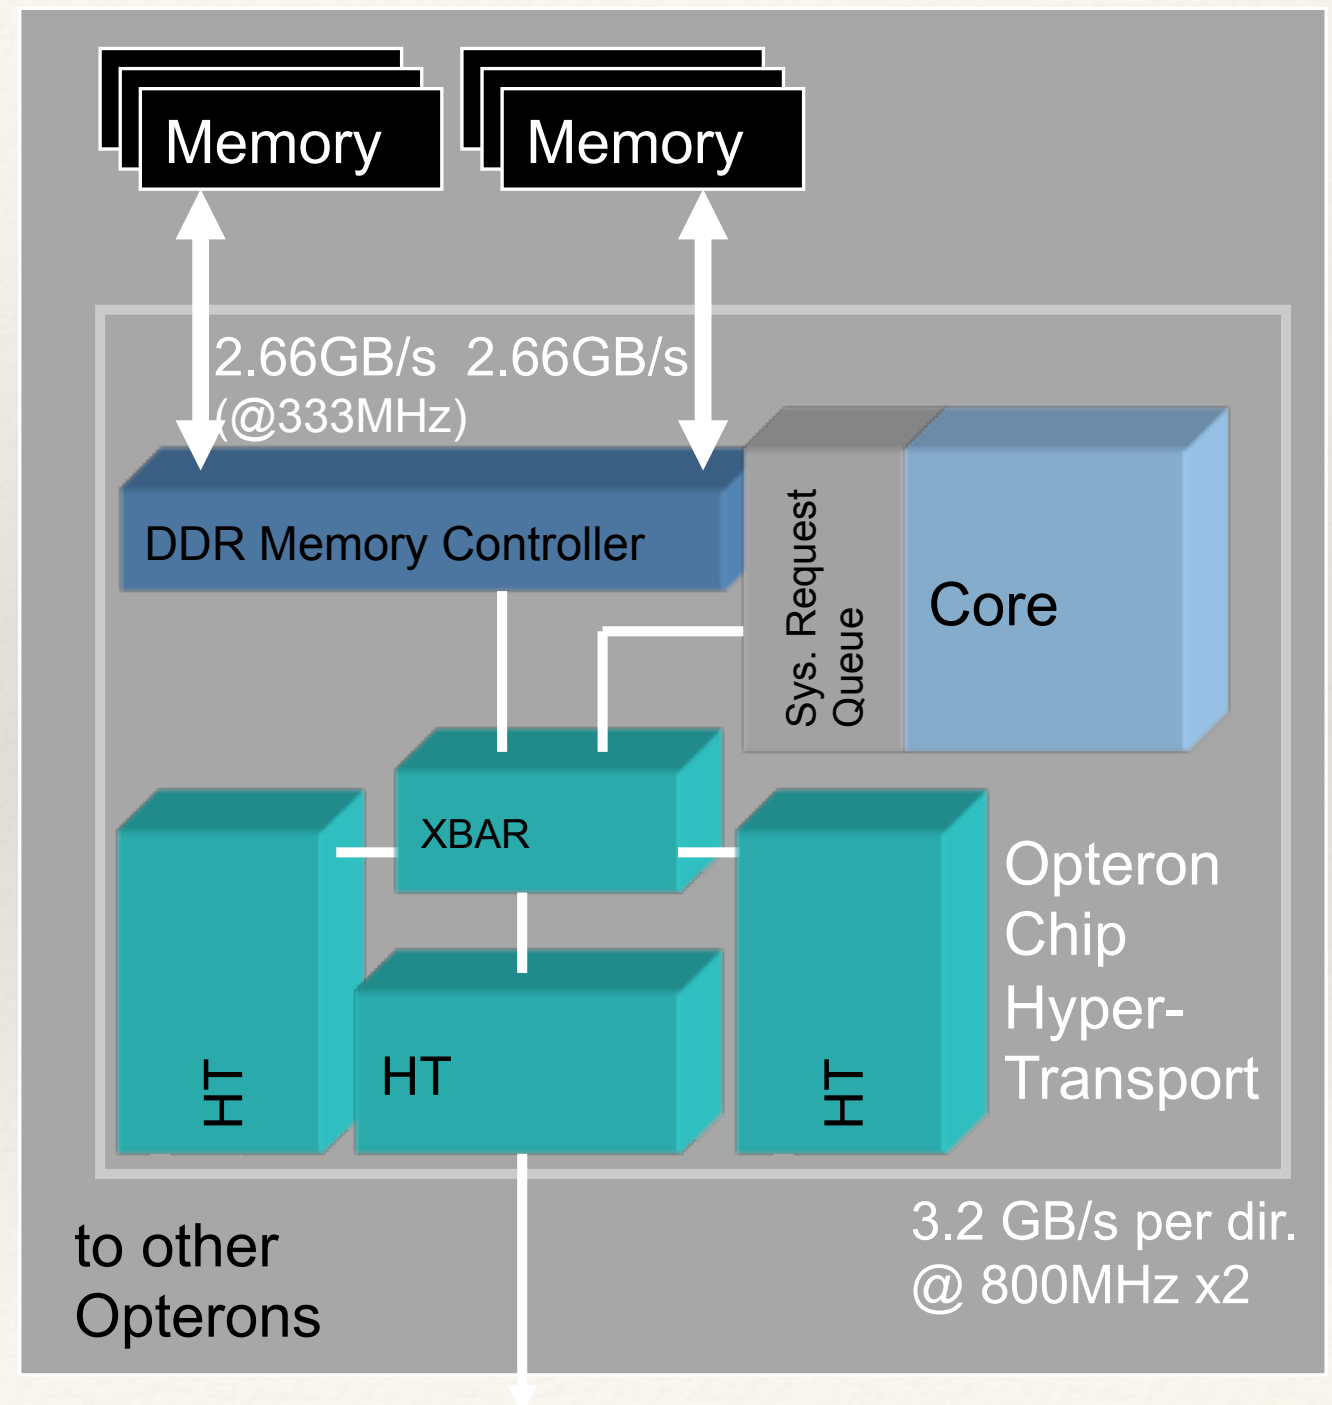 Memory
Memory
2.66GB/s 2.66GB/s
(@333MHz)
DDR Memory Controller
Sys. Request
Queue
Core
XBAR
HT
HT
HT
Opteron
Chip
Hyper-
Transport
to other
Opterons
3.2 GB/s per dir.
@ 800MHz x2